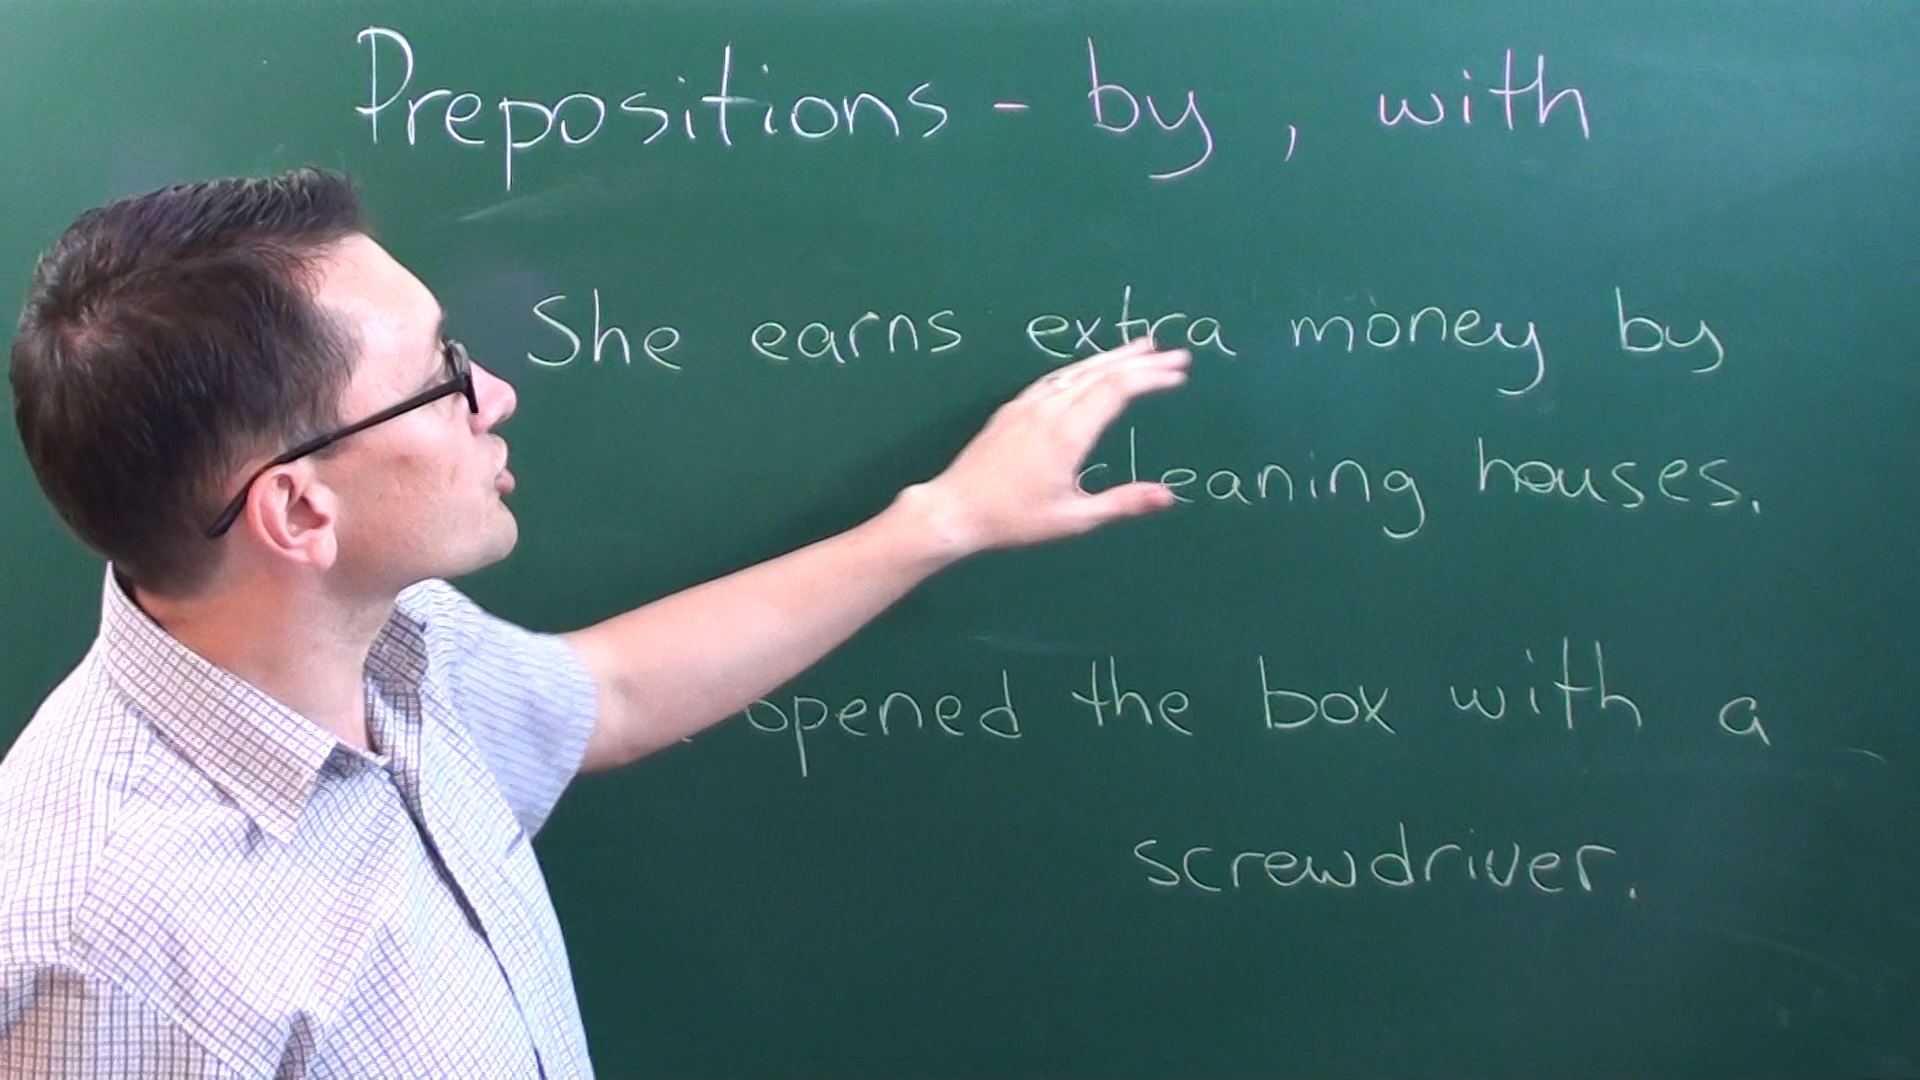 Prepositions - by, with
She earns extra money by
cleaning houses.
opened the box with a
screwdriver.